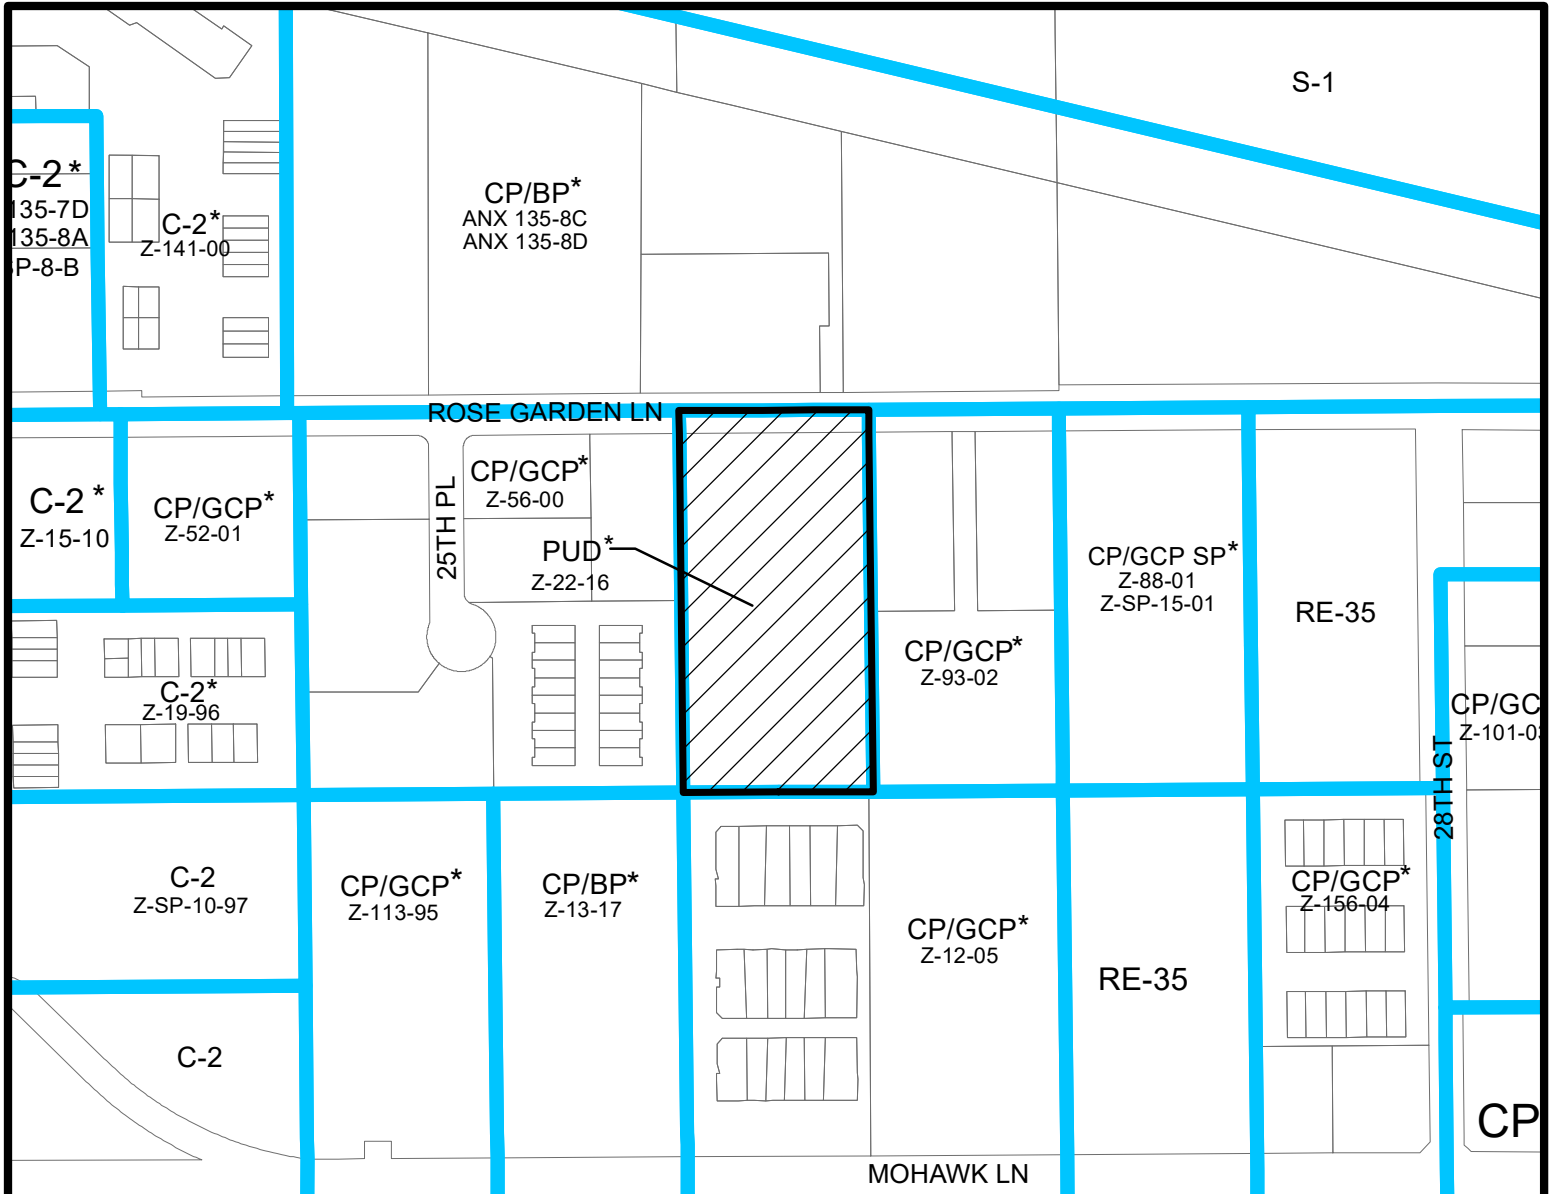 S-1
C-2*
135-7D
135-8A
P-8-B
C-2*
Z-141-00
CP/BP*
ANX 135-8C
ANX 135-8D
ROSE GARDEN LN
C-2*
Z-15-10
CP/GCP*
Z-52-01
25TH PL
CP/GCP*
Z-56-00
PUD*
Z-22-16
CP/GCP*
Z-93-02
CP/GCP SP*
Z-88-01
Z-SP-15-01
RE-35
C-2*
Z-19-96
CP/GC
Z-101-03
28TH ST
C-2
Z-SP-10-97
CP/GCP*
Z-113-95
CP/BP*
Z-13-17
CP/GCP*
Z-12-05
RE-35
CP/GCP*
Z-156-04
C-2
CP
MOHAWK LN